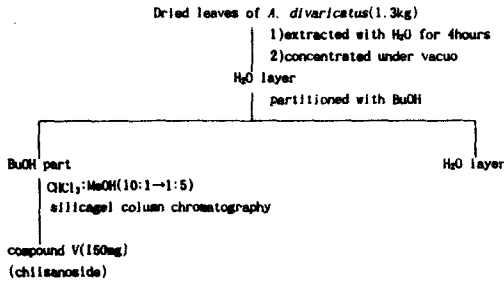 Dried leaves of A. divaricatus(1.3kg)
1)extracted with H₂O for 4hours
2)concentrated under vacuo
H₂O layer
partitioned with BuOH
BuOH part
H₂O layer
CHCl₃:MeOH(10:1→1:5)
silicagel column chromatography
compound V(150mg)
(chiisanoside)